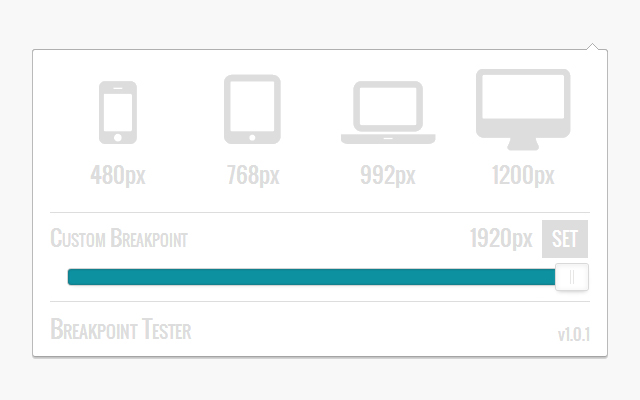 480px 768px 992px 1200px
Custom Breakpoint 1920px SET
Breakpoint Tester v1.0.1